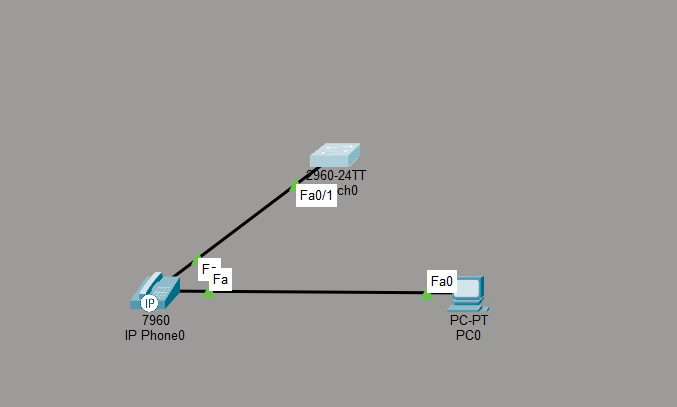 2960-24TT
ch0
Fa0/1
Fa
Fa0
IP
7960
IP Phone0
PC-PT
PC0